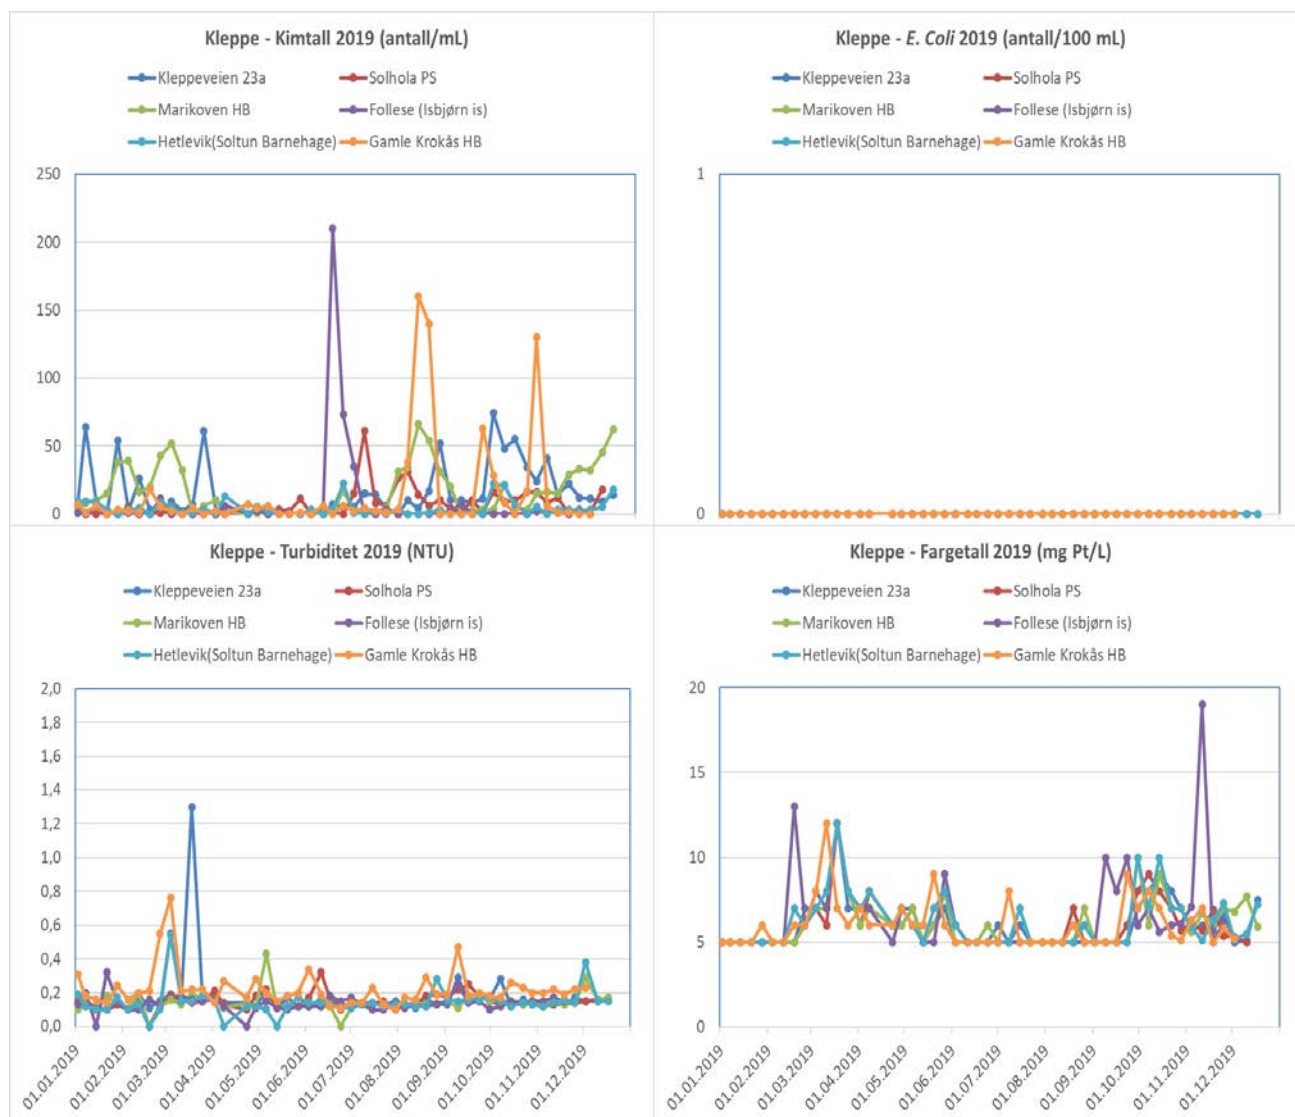 Kleppe - Kimtall 2019 (antall/mL)
Kleppeveien 23a
Solhola PS
Marikoven HB
Follese (Isbjørn is)
Hetlevik(Soltun Barnehage)
Gamle Krokås HB
250
200
150
100
50
0
Kleppe - E. Coli 2019 (antall/100 mL)
Kleppeveien 23a
Solhola PS
Marikoven HB
Follese (Isbjørn is)
Hetlevik(Soltun Barnehage)
Gamle Krokås HB
1
0
Kleppe - Turbiditet 2019 (NTU)
Kleppeveien 23a
Solhola PS
Marikoven HB
Follese (Isbjørn is)
Hetlevik(Soltun Barnehage)
Gamle Krokås HB
2,0
1,8
1,6
1,4
1,2
1,0
0,8
0,6
0,4
0,2
0,0
01.01.2019
01.02.2019
01.03.2019
01.04.2019
01.05.2019
01.06.2019
01.07.2019
01.08.2019
01.09.2019
01.10.2019
01.11.2019
01.12.2019
Kleppe - Fargetall 2019 (mg Pt/L)
Kleppeveien 23a
Solhola PS
Marikoven HB
Follese (Isbjørn is)
Hetlevik(Soltun Barnehage)
Gamle Krokås HB
20
15
10
5
0
01.01.2019
01.02.2019
01.03.2019
01.04.2019
01.05.2019
01.06.2019
01.07.2019
01.08.2019
01.09.2019
01.10.2019
01.11.2019
01.12.2019